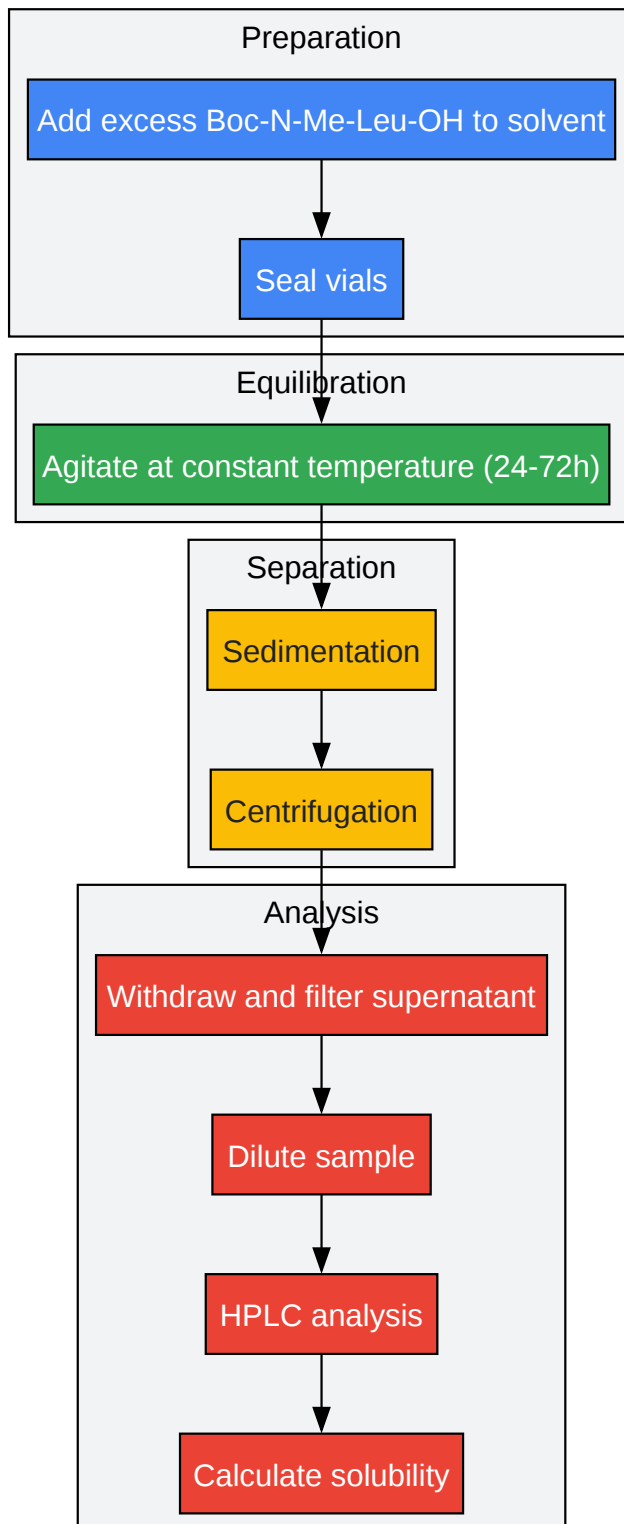 Preparation
Add excess Boc-N-Me-Leu-OH to solvent
Seal vials
Equilibration
Agitate at constant temperature (24-72h)
Separation
Sedimentation
Centrifugation
Analysis
Withdraw and filter supernatant
Dilute sample
HPLC analysis
Calculate solubility